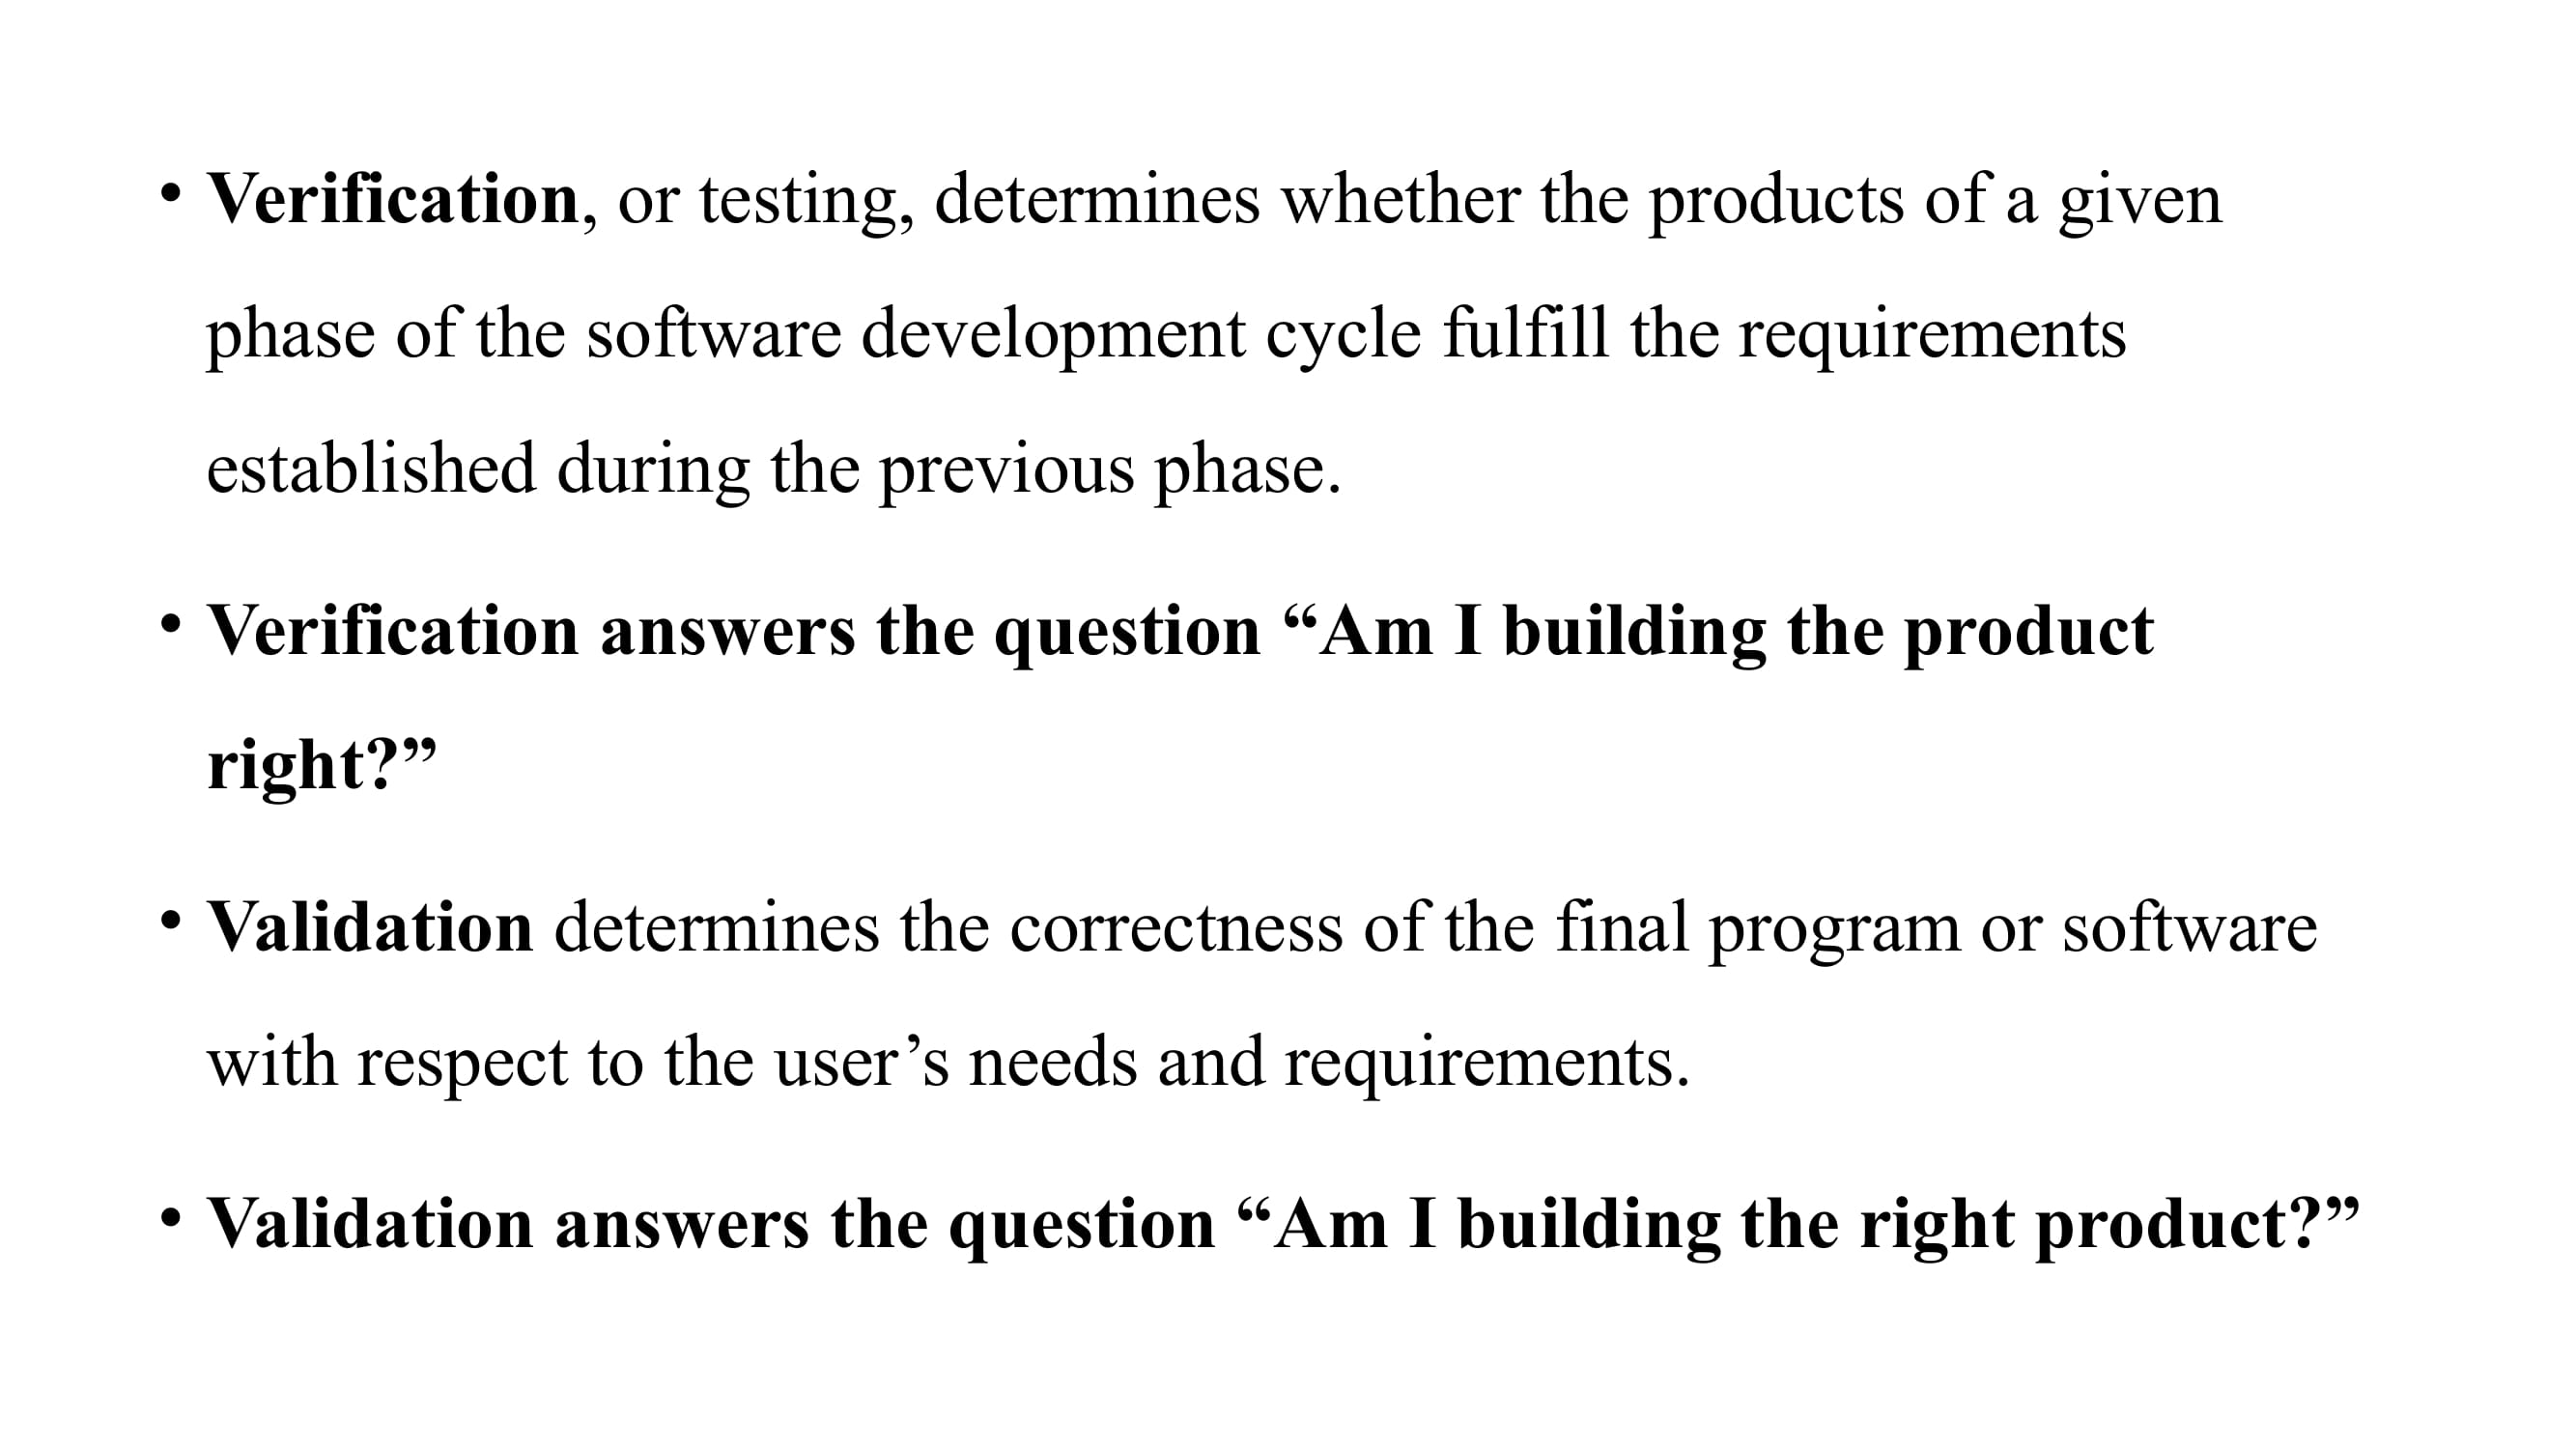 • Verification, or testing, determines whether the products of a given
phase of the software development cycle fulfill the requirements
established during the previous phase.
• Verification answers the question “Am I building the product
right?”
• Validation determines the correctness of the final program or software
with respect to the user’s needs and requirements.
• Validation answers the question “Am I building the right product?”